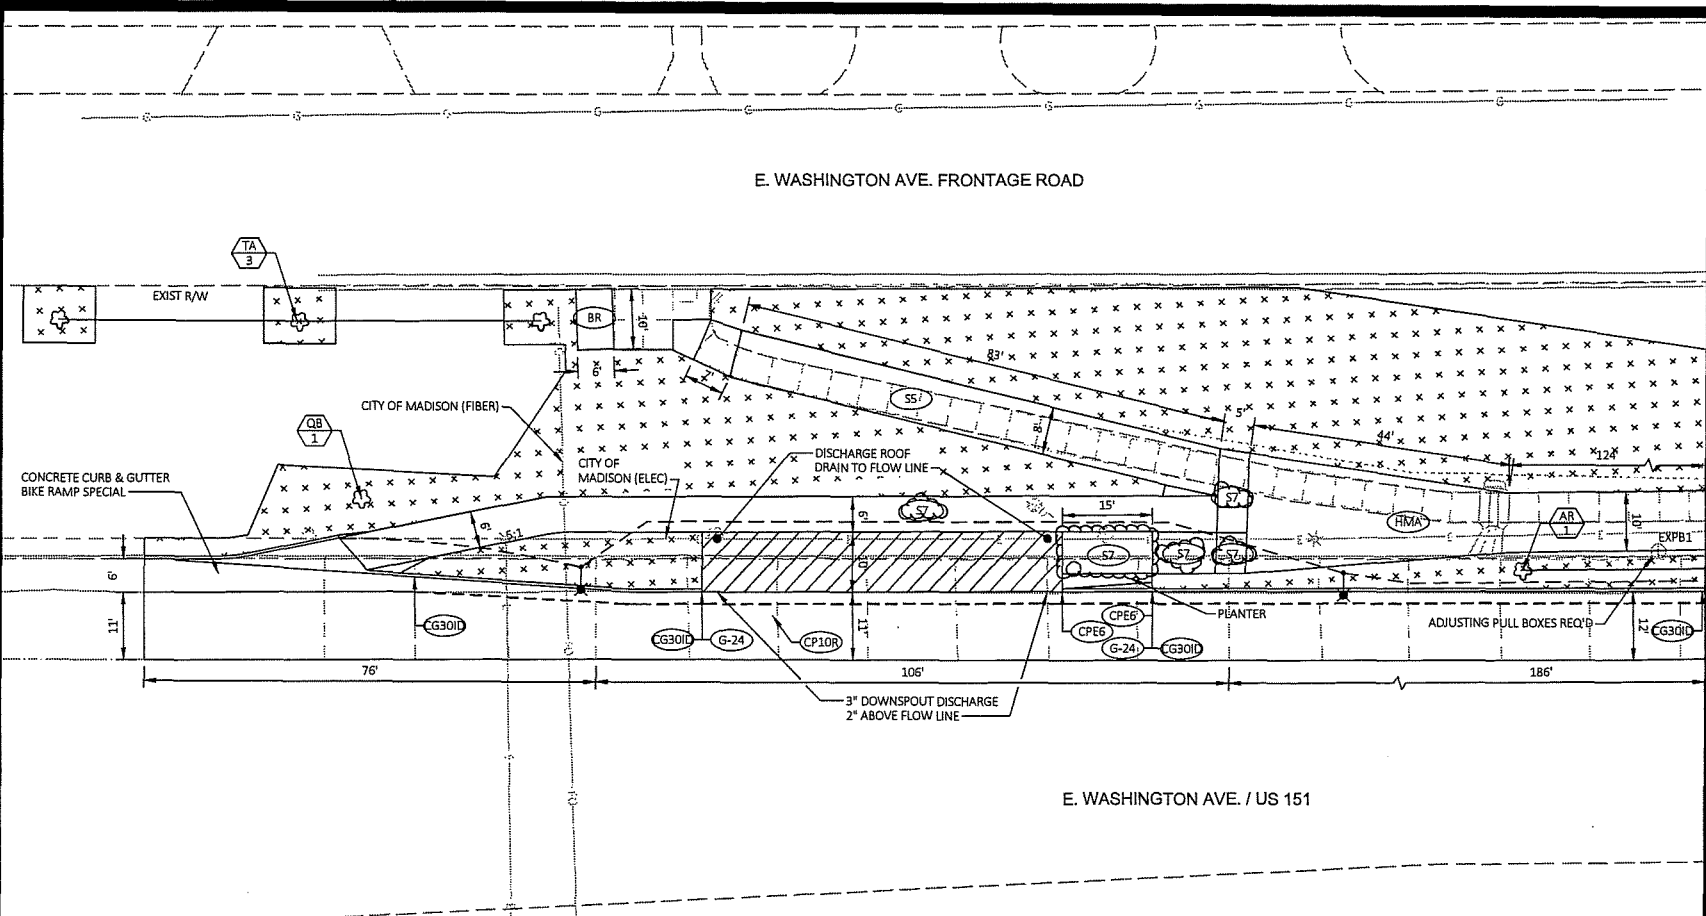 G G G G G G G G G G
E. WASHINGTON AVE. FRONTAGE ROAD
TA
3
EXIST R/W
BR
10'
6'
7'
83'
S5
8'
5'
44'
124'
CITY OF MADISON (FIBER)
QB
1
CITY OF
MADISON (ELEC)
DISCHARGE ROOF
DRAIN TO FLOW LINE
CONCRETE CURB & GUTTER
BIKE RAMP SPECIAL
6'
5:1
S7
6'
15'
S7
HMA
AR
1
10'
EXPB1
S7
S7
S7
10'
6'
11'
CG30ID
CG30ID
G-24
CP10R
11'
CPE6
CPE6
G-24
CG30ID
PLANTER
ADJUSTING PULL BOXES REQ'D
12'
CG30ID
76'
106'
186'
3" DOWNSPOUT DISCHARGE
2" ABOVE FLOW LINE
E. WASHINGTON AVE. / US 151